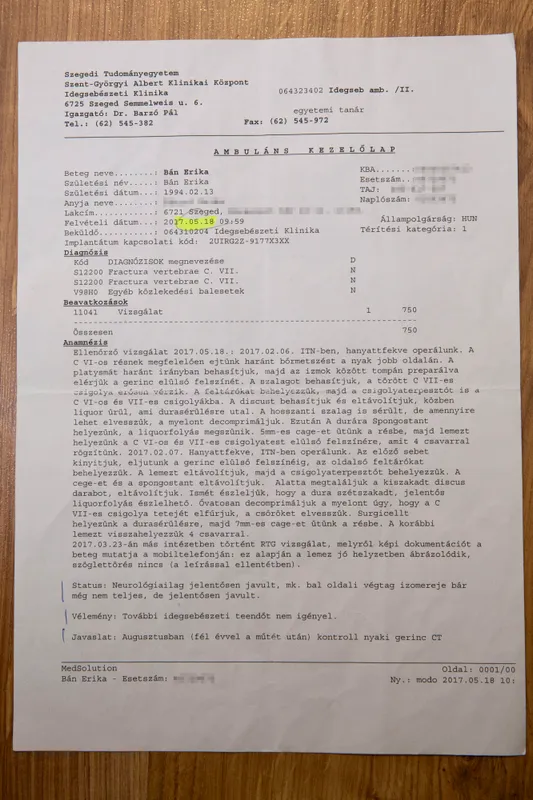 Szegedi Tudományegyetem
Szent-Györgyi Albert Klinikai Központ
Idegsebészeti Klinika
6725 Szeged Semmelweis u. 6.
Igazgató: Dr. Barzó Pál
Tel.: (62) 545-382
064323402 Idegseb amb. /II.
egyetemi tanár
Fax: (62) 545-972
AMBULÁNS KEZELŐLAP
Beteg neve........: Bán Erika
Születési név.....: Bán Erika
Születési dátum...: 1994.02.13
Anyja neve........:
Lakcím............: 6721 Szeged,
Felvételi dátum...: 2017.05.18 09:59
Beküldő...........: 064310204 Idegsebészeti Klinika
Implantátum kapcsolati kód: 2UIRG2Z-9177X3XX
KBA......:
Esetszám.:
TAJ:
Naplószám:
Állampolgárság: HUN
Térítési kategória: 1
Diagnózis
Kód DIAGNÓZISOK megnevezése D
S12200 Fractura vertebrae C. VII. N
S12200 Fractura vertebrae C. VII. N
V98H0 Egyéb közlekedési balesetek N
Beavatkozások
11041 Vizsgálat 1 750
Összesen 750
Anamnézis
Ellenőrző vizsgálat 2017.05.18.: 2017.02.06. ITN-ben, hanyattfekve operálunk. A
C VI-os résnek megfelelően ejtünk haránt bőrmetszést a nyak jobb oldalán. A
platysmát haránt irányban behasítjuk, majd az izmok között tompán preparálva
elérjük a gerinc elülső felszínét. A szalagot behasítjuk, a törött C VII-es
csigolya erősen vérzik. A feltárókat behelyezzük, majd a csigolyaterpesztőt is a
C VI-os és VII-es csigolyákba. A discust behasítjuk és eltávolítjuk, közben
liquor ürül, ami durasérülésre utal. A hosszanti szalag is sérült, de amennyire
lehet elvesszük, a myelont decomprimáljuk. Ezután A durára Spongostant
helyezünk, a liquorfolyás megszünik. 5mm-es cage-et ütünk a résbe, majd lemezt
helyezünk a C VI-os és VII-es csigolyatest elülső felszínére, amit 4 csavarral
rögzítünk. 2017.02.07. Hanyattfekve, ITN-ben operálunk. Az előző sebet
kinyitjuk, eljutunk a gerinc elülső felszínéig, az oldalső feltárókat
behelyezzük. A lemezt eltávolítjuk, majd a csigolyaterpesztőt behelyezzük. A
cege-et és a spongostant eltávolítjuk. Alatta megtaláljuk a kiszakadt discus
darabot, eltávolítjuk. Ismét észleljük, hogy a dura szétszakadt, jelentős
liquorfolyás észlelhető. Óvatosan decomprimáljuk a myelont úgy, hogy a C
VII-es csigolya tetejét elfúrjuk, a csőröket elvesszük. Surgicelt
helyezünk a durasérülésre, majd 7mm-es cage-et ütünk a résbe. A korábbi
lemezt visszahelyezzük 4 csavarral.
2017.03.23-án más intézetben történt RTG vizsgálat, melyről képi dokumentációt a
beteg mutatja a mobiltelefonján: ez alapján a lemez jó helyzetben ábrázolódik,
szöglettörés nincs (a leírással ellentétben).
Status: Neurológiailag jelentősen javult, mk. bal oldali végtag izomereje bár
még nem teljes, de jelentősen javult.
Vélemény: További idegsebészeti teendőt nem igényel.
Javaslat: Augusztusban (fél évvel a műtét után) kontroll nyaki gerinc CT
MedSolution
Bán Erika - Esetszám:
Oldal: 0001/00
Ny.: modo 2017.05.18 10: